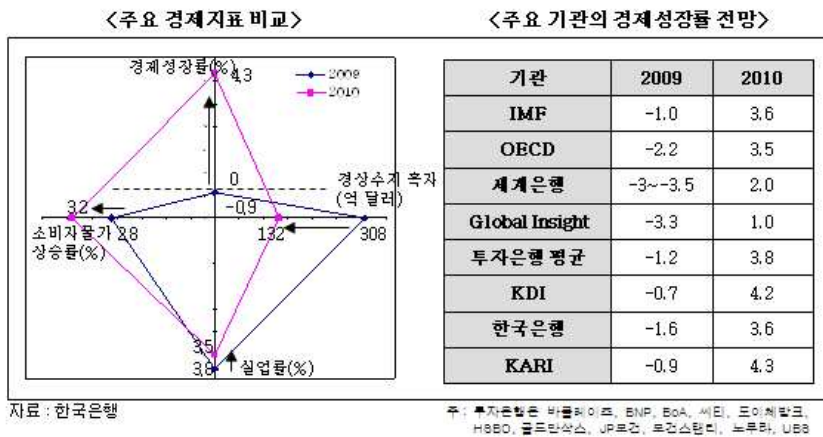 <주요 경제지표 비교>
경제성장률(%)
4.3
2009
2010
0
-0.9
경상수지 흑자
(억 달러)
3.2
2.8
소비자물가
상승률(%)
132
308
3.5
3.8
실업률(%)
자료 : 한국은행
<주요 기관의 경제성장률 전망>
기관 2009 2010
IMF -1.0 3.6
OECD -2.2 3.5
세계은행 -3~-3.5 2.0
Global Insight -3.3 1.0
투자은행 평균 -1.2 3.8
KDI -0.7 4.2
한국은행 -1.6 3.6
KARI -0.9 4.3
주 : 투자은행은 바클레이즈, BNP, BoA, 씨티, 도이체방크,
HSBC, 골드만삭스, JP모건, 모건스탠리, 노무라, UBS